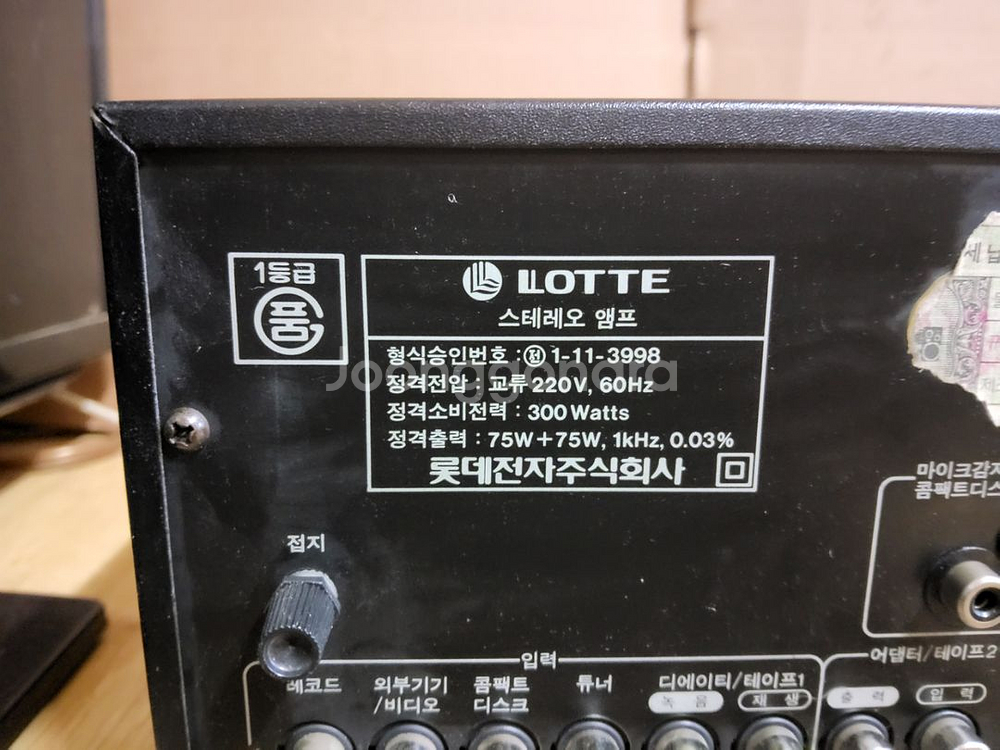 1등급
품
LOTTE
스테레오 앰프
형식승인번호 : 전 1-11-3998
정격전압 : 교류 220V, 60Hz
정격소비전력 : 300 Watts
정격출력 : 75W+75W, 1kHz, 0.03%
롯데전자주식회사
Joonggonara
접지
마이크감지
콤팩트디스
입력
레코드
외부기기
/비디오
콤팩트
디스크
튜너
디에이티/테이프1
녹음
재생
어댑터/테이프2
출력
입력